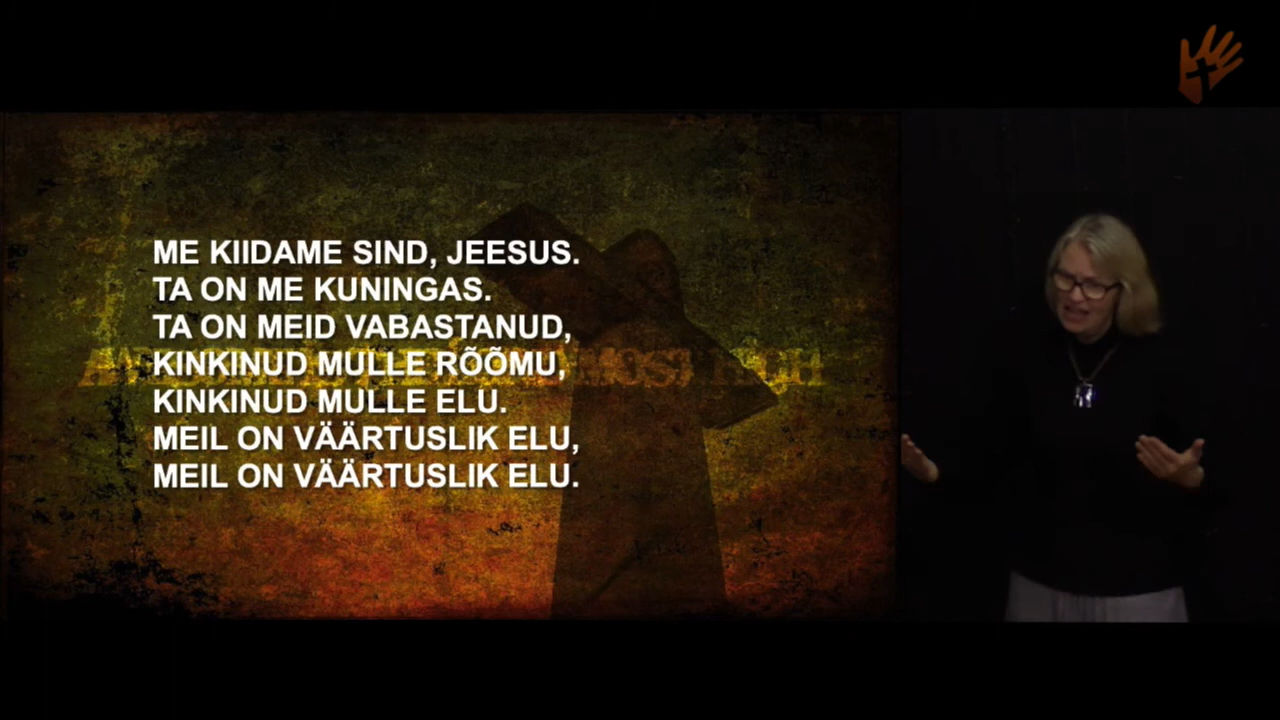 ME KIIDAME SIND, JEESUS.
TA ON ME KUNINGAS.
TA ON MEID VABASTANUD,
KINKINUD MULLE RÕÕMU,
KINKINUD MULLE ELU.
MEIL ON VÄÄRTUSLIK ELU,
MEIL ON VÄÄRTUSLIK ELU.